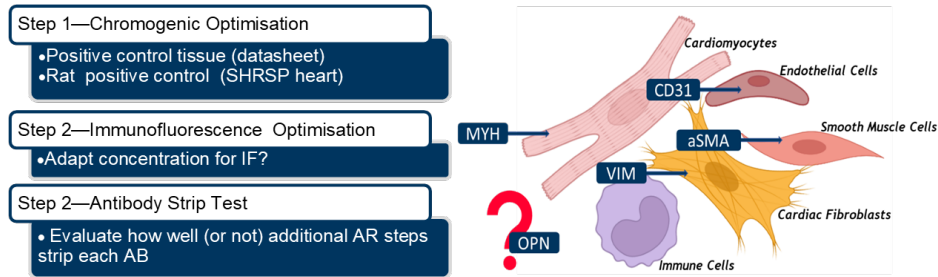 Step 1—Chromogenic Optimisation
•Positive control tissue (datasheet)
•Rat positive control (SHRSP heart)
Step 2—Immunofluorescence Optimisation
•Adapt concentration for IF?
Step 2—Antibody Strip Test
• Evaluate how well (or not) additional AR steps
strip each AB
Cardiomyocytes
Endothelial Cells
CD31
MYH
Smooth Muscle Cells
aSMA
VIM
Cardiac Fibroblasts
?
OPN
Immune Cells